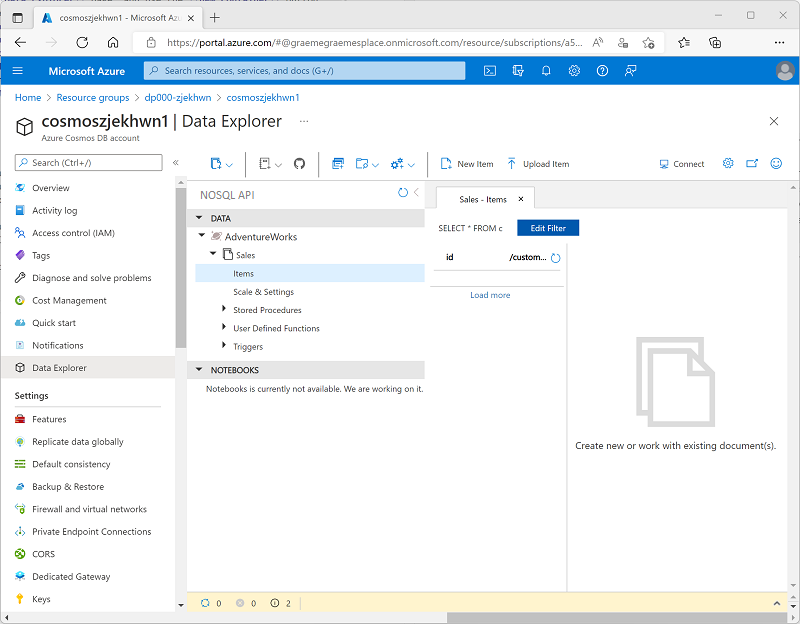 cosmoszjekhwn1 - Microsoft Azu
https://portal.azure.com/#@graemegraemesplace.onmicrosoft.com/resource/subscriptions/a5...
Microsoft Azure
Search resources, services, and docs (G+/)
Home > Resource groups > dp000-zjekhwn > cosmoszjekhwn1
cosmoszjekhwn1 | Data Explorer ...
Azure Cosmos DB account
Search (Ctrl+/)
Overview
Activity log
Access control (IAM)
Tags
Diagnose and solve problems
Cost Management
Quick start
Notifications
Data Explorer
Settings
Features
Replicate data globally
Default consistency
Backup & Restore
Firewall and virtual networks
Private Endpoint Connections
CORS
Dedicated Gateway
Keys
New Item
Upload Item
Connect
NOSQL API
DATA
AdventureWorks
Sales
Items
Scale & Settings
Stored Procedures
User Defined Functions
Triggers
NOTEBOOKS
Notebooks is currently not available. We are working on it.
Sales - Items
SELECT * FROM c
Edit Filter
id /custom...
Load more
Create new or work with existing document(s).
0 0 2